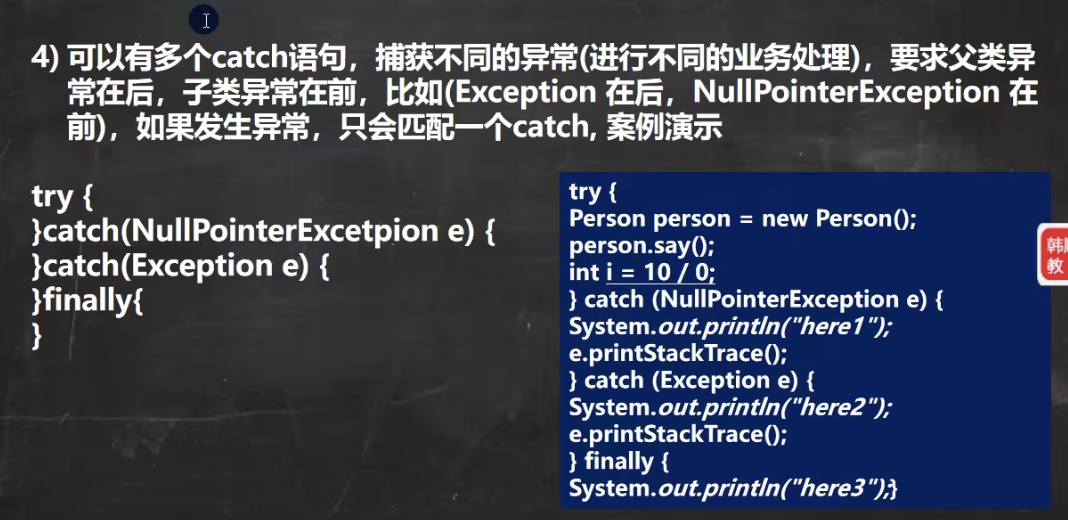 4) 可以有多个catch语句，捕获不同的异常(进行不同的业务处理)，要求父类异
常在后，子类异常在前，比如(Exception 在后，NullPointerException 在
前)，如果发生异常，只会匹配一个catch, 案例演示
try {
}catch(NullPointerExcetpion e) {
}catch(Exception e) {
}finally{
}
try {
Person person = new Person();
person.say();
int i = 10 / 0;
} catch (NullPointerException e) {
System.out.println("here1");
e.printStackTrace();
} catch (Exception e) {
System.out.println("here2");
e.printStackTrace();
} finally {
System.out.println("here3");}
韩
教